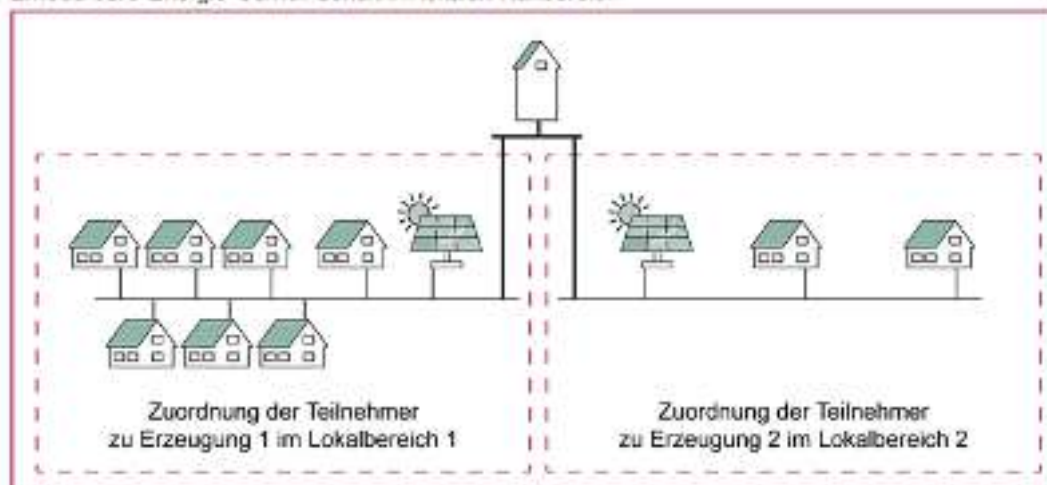 Zuordnung der Teilnehmer
zu Erzeugung 1 im Lokalbereich 1
Zuordnung der Teilnehmer
zu Erzeugung 2 im Lokalbereich 2